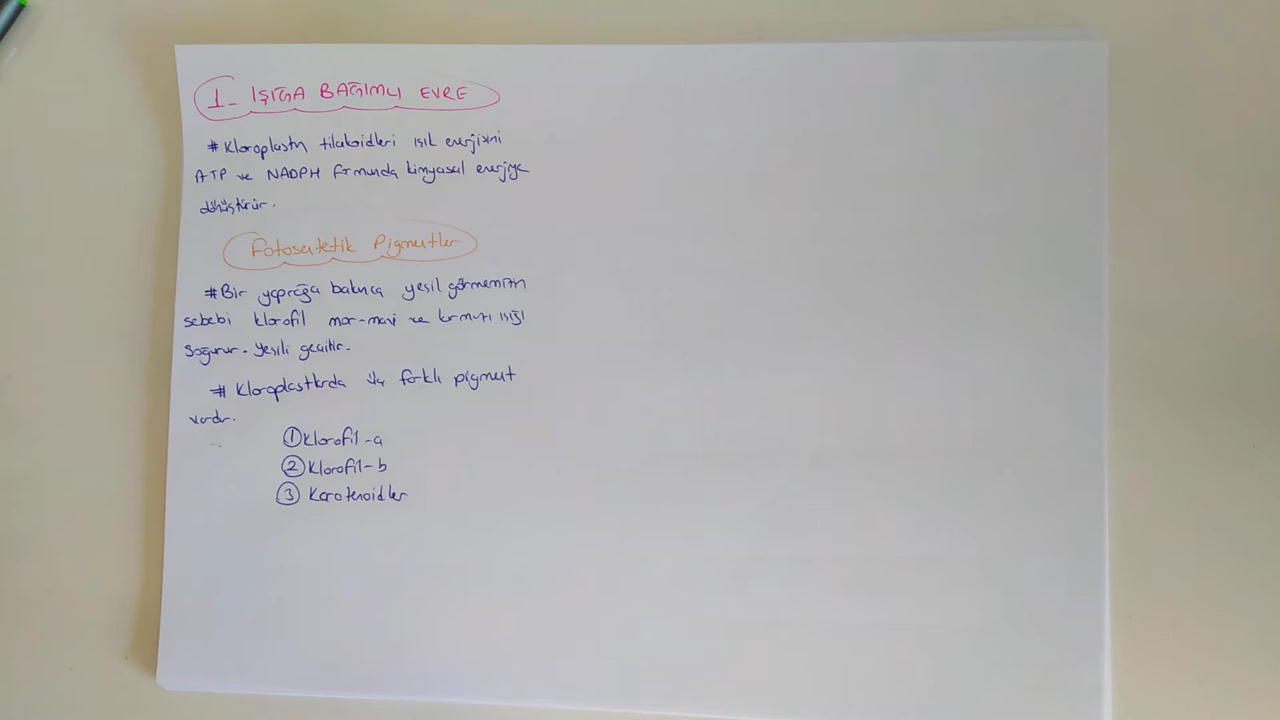 1- IŞIĞA BAĞIMLI EVRE
# Kloroplastın tilakoidleri ışık enerjisini
ATP ve NADPH formunda kimyasal enerjiye
dönüştürür.
Fotosentetik Pigmentler
# Bir yaprağa bakınca yeşil görmemizin
sebebi klorofil mor-mavi ve kırmızı ışığı
soğurur. Yeşili geçirir.
# Kloroplastlarda üç farklı pigment
vardır.
① Klorofil-a
② Klorofil-b
③ Karotenoidler